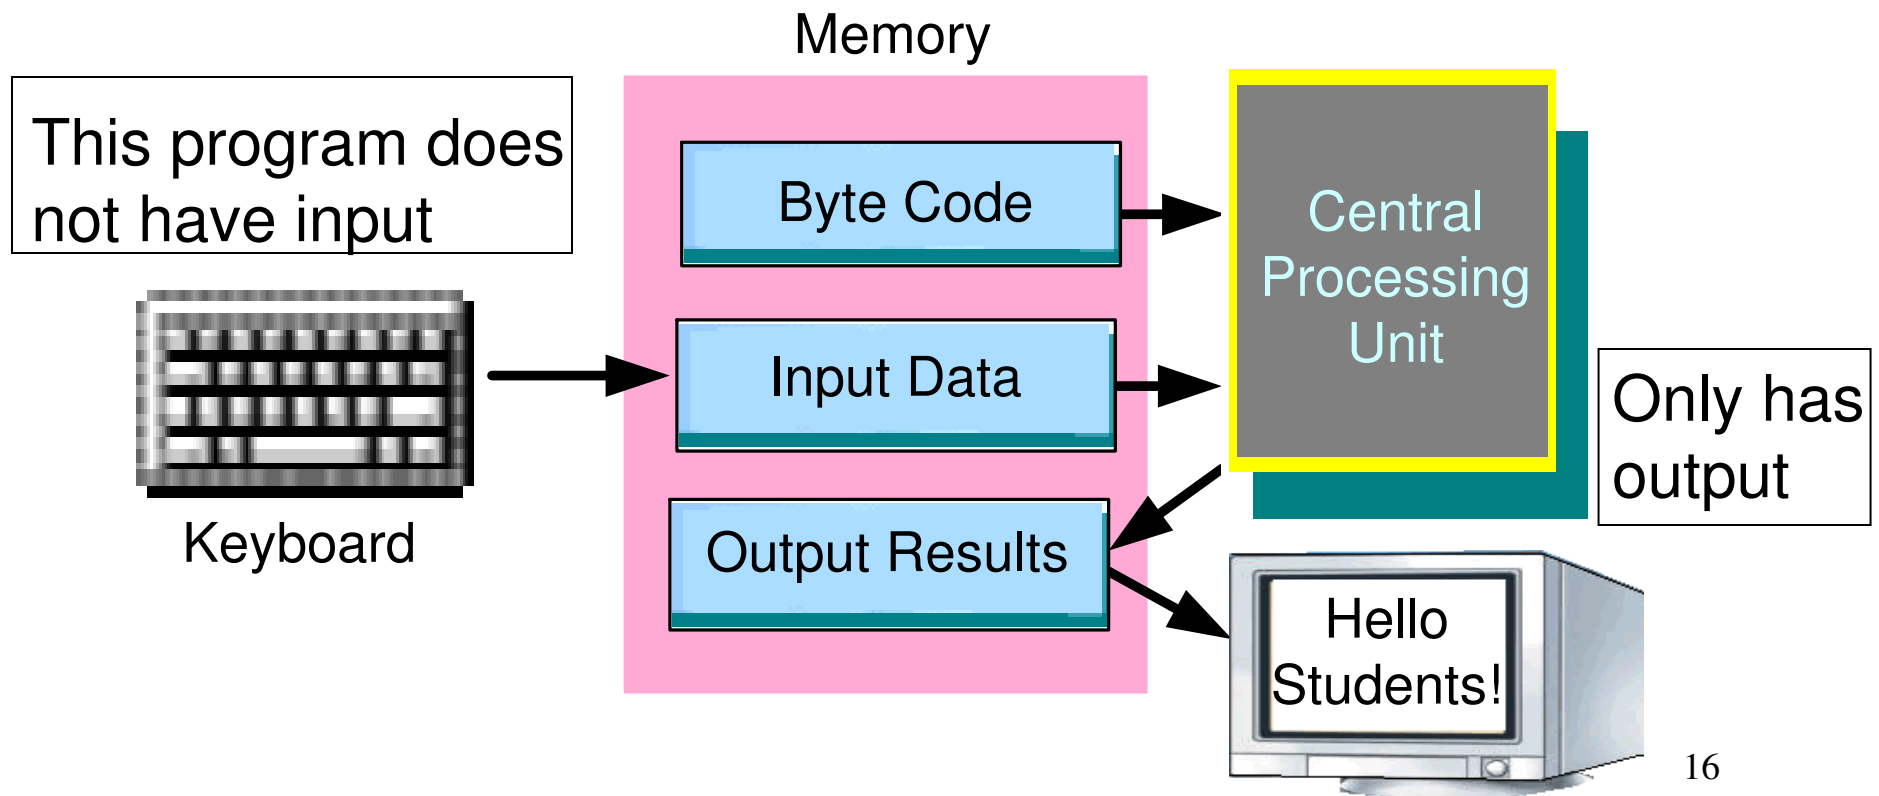 Memory
This program does
not have input
Byte Code
Central
Processing
Unit
Input Data
Only has
output
Keyboard
Output Results
Hello
Students!
16